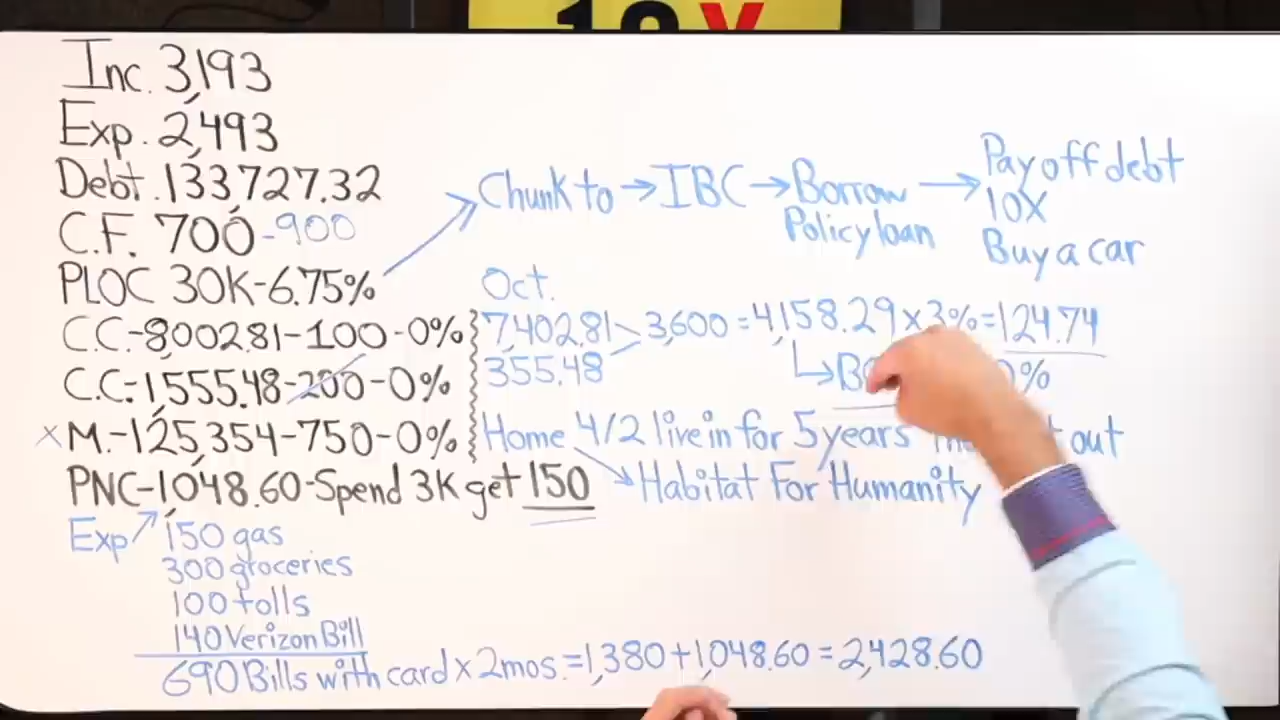 Inc. 3,193
Exp. 2,493
Debt. 133,727.32
C.F. 700-900
PLOC 30K-6.75%
Chunk to → IBC → Borrow Policy loan → Pay off debt
10X
Buy a car
C.C.-8,002.81-100-0%
C.C.-1,555.48-200-0%
X M.-125,354-750-0%
PNC-1,048.60-Spend 3K get 150
Oct.
7,402.81 3,600 = 4,158.29 x 3% = 124.74
355.48
0%
Home 4/2 live in for 5 years out
Habitat For Humanity
Exp 150 gas
300 groceries
100 tolls
140 Verizon Bill
690 Bills with card x 2 mos. = 1,380 + 1,048.60 = 2,428.60